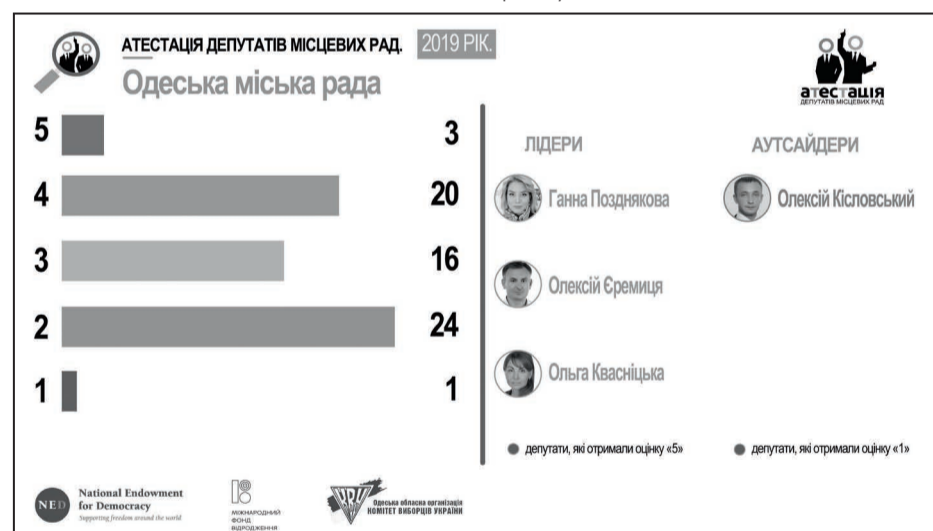 АТЕСТАЦІЯ ДЕПУТАТІВ МІСЦЕВИХ РАД. 2019 РІК.
Одеська міська рада
атестація
ДЕПУТАТІВ МІСЦЕВИХ РАД
5 3
4 20
3 16
2 24
1 1
ЛІДЕРИ
Ганна Позднякова
Олексій Єремиця
Ольга Квасніцька
депутати, які отримали оцінку «5»
АУТСАЙДЕРИ
Олексій Кісловський
депутати, які отримали оцінку «1»
NED
National Endowment
for Democracy
Supporting freedom around the world
МІЖНАРОДНИЙ
ФОНД
ВІДРОДЖЕННЯ
КВУ
Одеська обласна організація
КОМІТЕТ ВИБОРЦІВ УКРАЇНИ